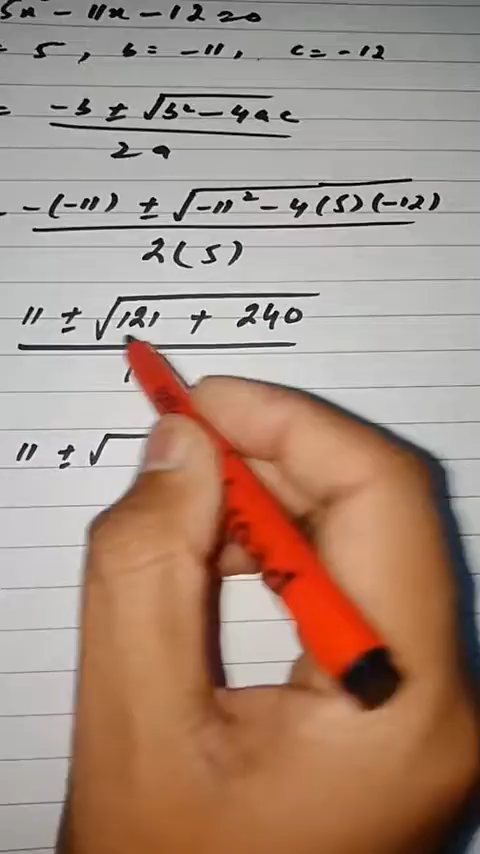 5x² - 11x - 12 = 0
= 5, b = -11, c = -12
= -b ± √b² - 4ac
2a
-(-11) ± √-11² - 4(5)(-12)
2(5)
11 ± √121 + 240
11 ± √